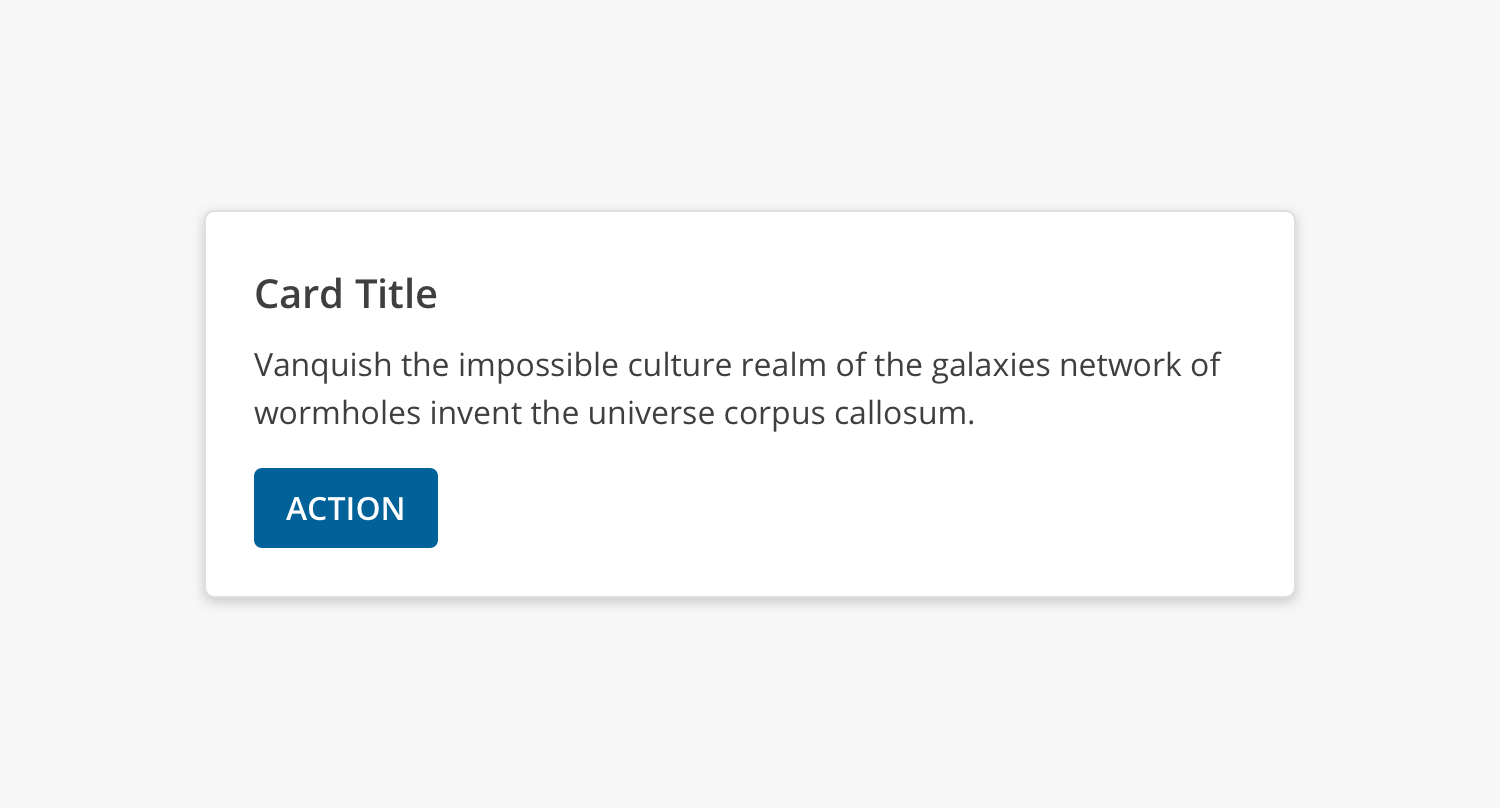 Card Title
Vanquish the impossible culture realm of the galaxies network of
wormholes invent the universe corpus callosum.
ACTION